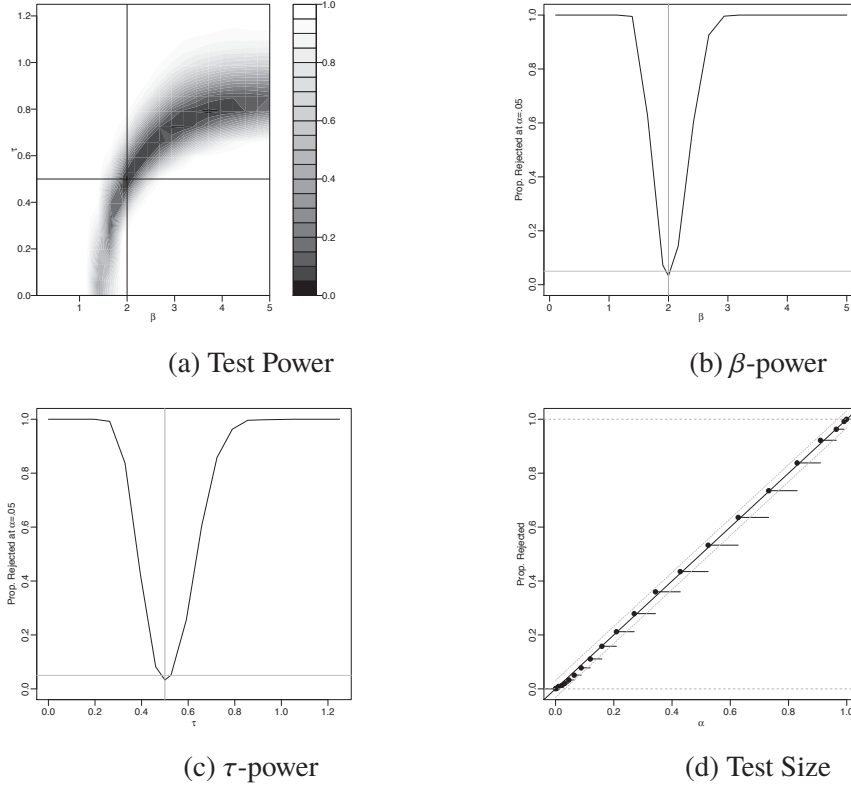 1.2
1.0
0.8
0.6
0.4
0.2
0.0
τ
1 2 3 4 5
β
1.0
0.8
0.6
0.4
0.2
0.0
(a) Test Power
Prop. Rejected at α=.05
1.0
0.8
0.6
0.4
0.2
0.0
0 1 2 3 4 5
β
(b) β-power
Prop. Rejected at α=.05
1.0
0.8
0.6
0.4
0.2
0.0
0.0 0.2 0.4 0.6 0.8 1.0 1.2
τ
(c) τ-power
Prop. Rejected
1.0
0.8
0.6
0.4
0.2
0.0
0.0 0.2 0.4 0.6 0.8 1.0
α
(d) Test Size